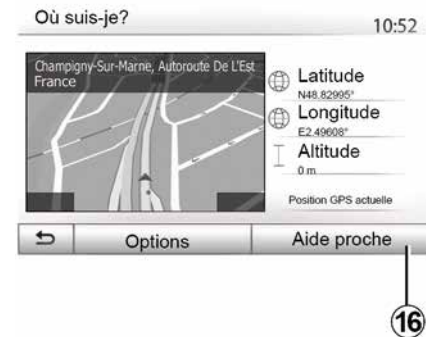 Où suis-je?
10:52
Champigny-Sur-Marne, Autoroute De L'Est
France
Latitude
N48.82995°
Longitude
E2.49608°
Altitude
0 m
Position GPS actuelle
Options
Aide proche
16